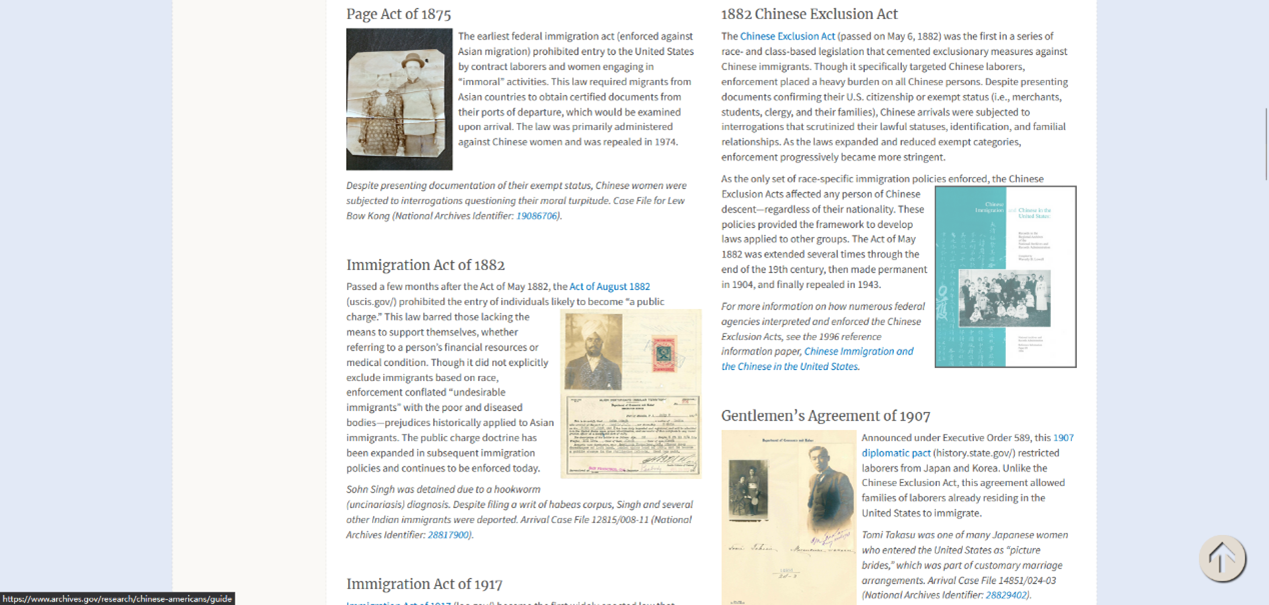 Page Act of 1875
The earliest federal immigration act (enforced against
Asian migration) prohibited entry to the United States
by contract laborers and women engaging in
“immoral” activities. This law required migrants from
Asian countries to obtain certified documents from
their ports of departure, which would be examined
upon arrival. The law was primarily administered
against Chinese women and was repealed in 1974.
Despite presenting documentation of their exempt status, Chinese women were
subjected to interrogations questioning their moral turpitude. Case File for Lew
Bow Kong (National Archives Identifier: 19086706).
Immigration Act of 1882
Passed a few months after the Act of May 1882, the Act of August 1882
(uscis.gov/) prohibited the entry of individuals likely to become “a public
charge.” This law barred those lacking the
means to support themselves, whether
referring to a person’s financial resources or
medical condition. Though it did not explicitly
exclude immigrants based on race,
enforcement conflated “undesirable
immigrants” with the poor and diseased
bodies—prejudices historically applied to Asian
immigrants. The public charge doctrine has
been expanded in subsequent immigration
policies and continues to be enforced today.
Sohn Singh was detained due to a hookworm
(uncinariasis) diagnosis. Despite filing a writ of habeas corpus, Singh and several
other Indian immigrants were deported. Arrival Case File 12815/008-11 (National
Archives Identifier: 28817900).
Immigration Act of 1917
1882 Chinese Exclusion Act
The Chinese Exclusion Act (passed on May 6, 1882) was the first in a series of
race- and class-based legislation that cemented exclusionary measures against
Chinese immigrants. Though it specifically targeted Chinese laborers,
enforcement placed a heavy burden on all Chinese persons. Despite presenting
documents confirming their U.S. citizenship or exempt status (i.e., merchants,
students, clergy, and their families), Chinese arrivals were subjected to
interrogations that scrutinized their lawful statuses, identification, and familial
relationships. As the laws expanded and reduced exempt categories,
enforcement progressively became more stringent.
As the only set of race-specific immigration policies enforced, the Chinese
Exclusion Acts affected any person of Chinese
descent—regardless of their nationality. These
policies provided the framework to develop
laws applied to other groups. The Act of May
1882 was extended several times through the
end of the 19th century, then made permanent
in 1904, and finally repealed in 1943.
Chinese
Immigration and Chinese in the
United States
For more information on how numerous federal
agencies interpreted and enforced the Chinese
Exclusion Acts, see the 1996 reference
information paper, Chinese Immigration and
the Chinese in the United States.
Gentlemen’s Agreement of 1907
Announced under Executive Order 589, this 1907
diplomatic pact (history.state.gov/) restricted
laborers from Japan and Korea. Unlike the
Chinese Exclusion Act, this agreement allowed
families of laborers already residing in the
United States to immigrate.
Tomi Takasu was one of many Japanese women
who entered the United States as “picture
brides,” which was part of customary marriage
arrangements. Arrival Case File 14851/024-03
(National Archives Identifier: 28829402).
https://www.archives.gov/research/chinese-americans/guide